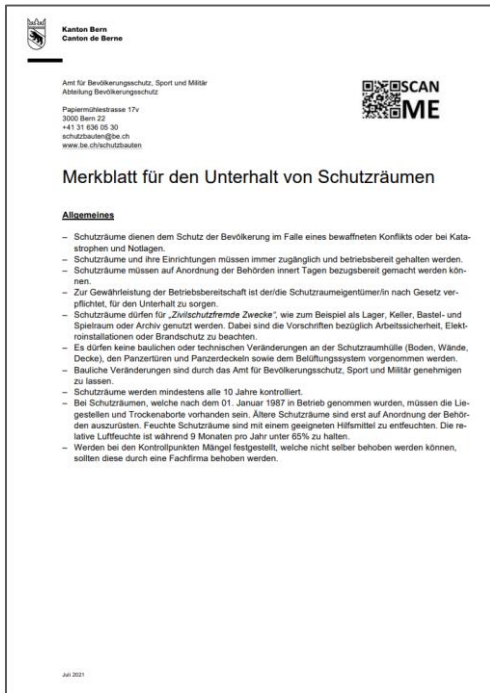 Kanton Bern
Canton de Berne
Amt für Bevölkerungsschutz, Sport und Militär
Abteilung Bevölkerungsschutz
Papiermühlestrasse 17v
3000 Bern 22
+41 31 636 05 30
schutzbauten@be.ch
www.be.ch/schutzbauten
SCAN
ME
Merkblatt für den Unterhalt von Schutzräumen
Allgemeines
– Schutzräume dienen dem Schutz der Bevölkerung im Falle eines bewaffneten Konflikts oder bei Kata-
strophen und Notlagen.
– Schutzräume und ihre Einrichtungen müssen immer zugänglich und betriebsbereit gehalten werden.
– Schutzräume müssen auf Anordnung der Behörden innert Tagen bezugsbereit gemacht werden kön-
nen.
– Zur Gewährleistung der Betriebsbereitschaft ist der/die Schutzraumeigentümer/in nach Gesetz ver-
pflichtet, für den Unterhalt zu sorgen.
– Schutzräume dürfen für „Zivilschutzfremde Zwecke", wie zum Beispiel als Lager, Keller, Bastel- und
Spielraum oder Archiv genutzt werden. Dabei sind die Vorschriften bezüglich Arbeitssicherheit, Elekt-
roinstallationen oder Brandschutz zu beachten.
– Es dürfen keine baulichen oder technischen Veränderungen an der Schutzraumhülle (Boden, Wände,
Decke), den Panzertüren und Panzerdeckeln sowie dem Belüftungssystem vorgenommen werden.
– Bauliche Veränderungen sind durch das Amt für Bevölkerungsschutz, Sport und Militär genehmigen
zu lassen.
– Schutzräume werden mindestens alle 10 Jahre kontrolliert.
– Bei Schutzräumen, welche nach dem 01. Januar 1987 in Betrieb genommen wurden, müssen die Lie-
gestellen und Trockenaborte vorhanden sein. Ältere Schutzräume sind erst auf Anordnung der Behör-
den auszurüsten. Feuchte Schutzräume sind mit einem geeigneten Hilfsmittel zu entfeuchten. Die re-
lative Luftfeuchte ist während 9 Monaten pro Jahr unter 65% zu halten.
– Werden bei den Kontrollpunkten Mängel festgestellt, welche nicht selber behoben werden können,
sollten diese durch eine Fachfirma behoben werden.
Juli 2021